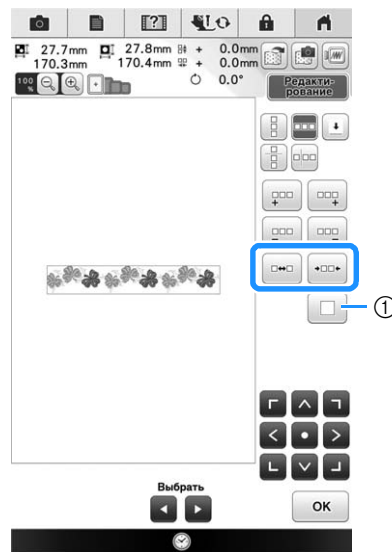 27.7mm 27.8mm + 0.0mm
170.3mm 170.4mm + 0.0mm
100 % 0.0°
Редакти-
рование
①
Выбрать
OK